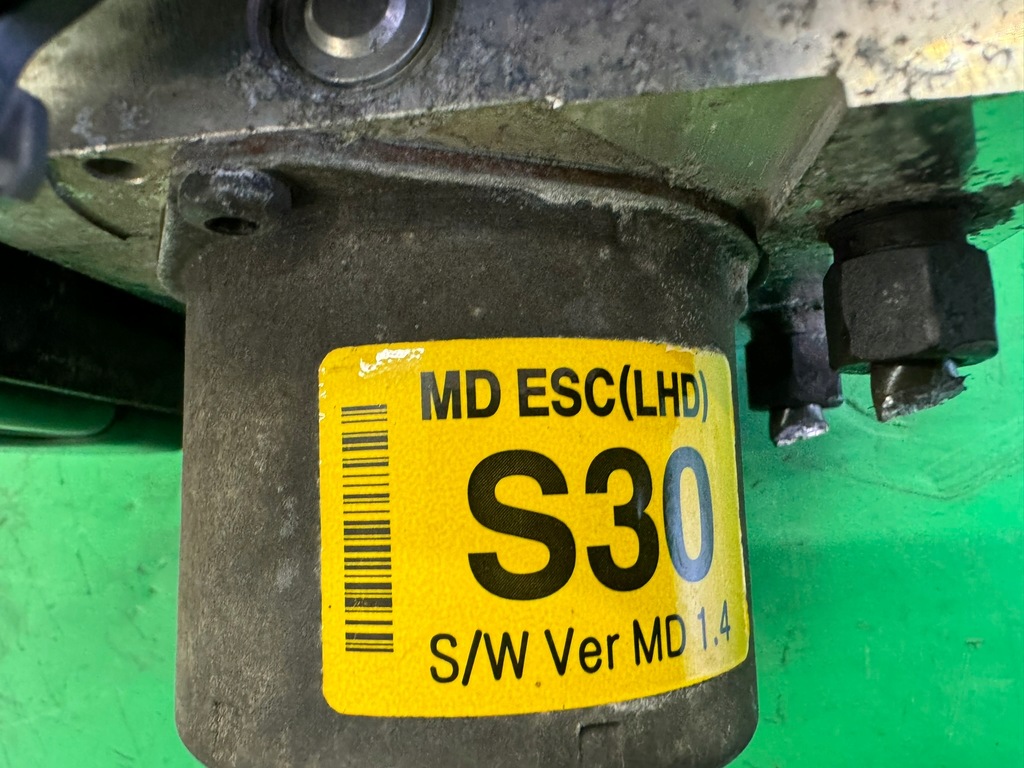 MD ESC(LHD)
S30
S/W Ver MD 1.4